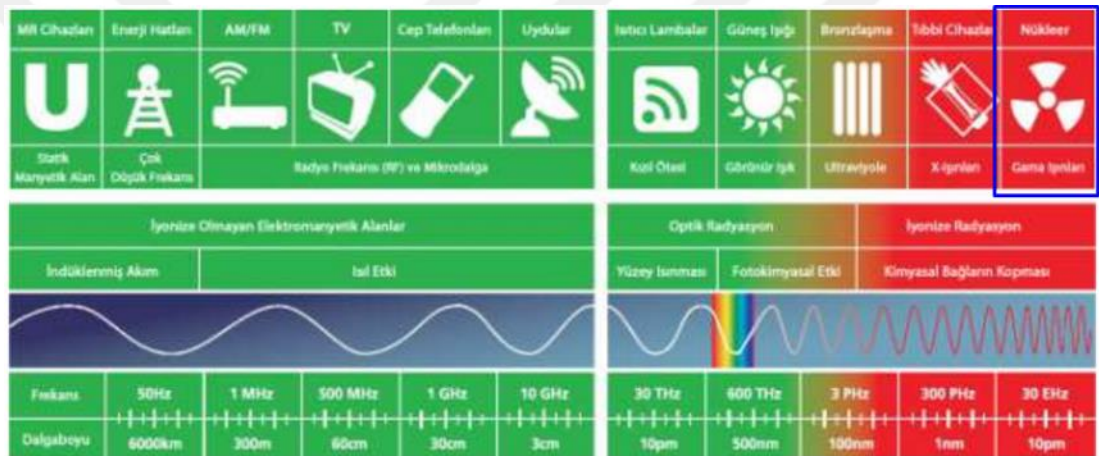 MR Cihazları Enerji Hatları AM/FM TV Cep Telefonları Uydular Isıtıcı Lambalar Güneş Işığı Bronzlaşma Tıbbi Cihazlar Nükleer
Statik Manyetik Alan Çok Düşük Frekans Radyo Frekansı (RF) ve Mikrodalga Kızıl Ötesi Görünür Işık Ultraviyole X-Işınları Gama Işınları
İyonize Olmayan Elektromanyetik Alanlar Optik Radyasyon İyonize Radyasyon
İndüklenmiş Akım Isıl Etki Yüzey Isınması Fotokimyasal Etki Kimyasal Bağların Kopması
Frekans 50Hz 1 MHz 500 MHz 1 GHz 10 GHz 30 THz 600 THz 3 PHz 300 PHz 30 EHz
Dalgaboyu 6000km 300m 60cm 30cm 3cm 10pm 500nm 100nm 1nm 10pm